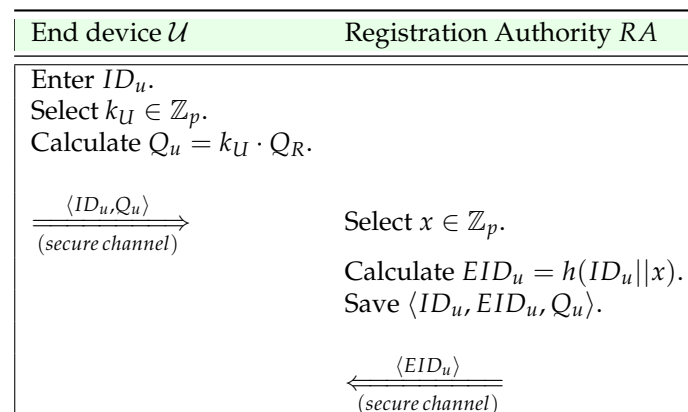 End device 𝒰 Registration Authority RA
Enter ID_u.
Select k_U ∈ ℤ_p.
Calculate Q_u = k_U · Q_R.
⟨ID_u,Q_u⟩
(secure channel)
Select x ∈ ℤ_p.
Calculate EID_u = h(ID_u||x).
Save ⟨ID_u, EID_u, Q_u⟩.
⟨EID_u⟩
(secure channel)